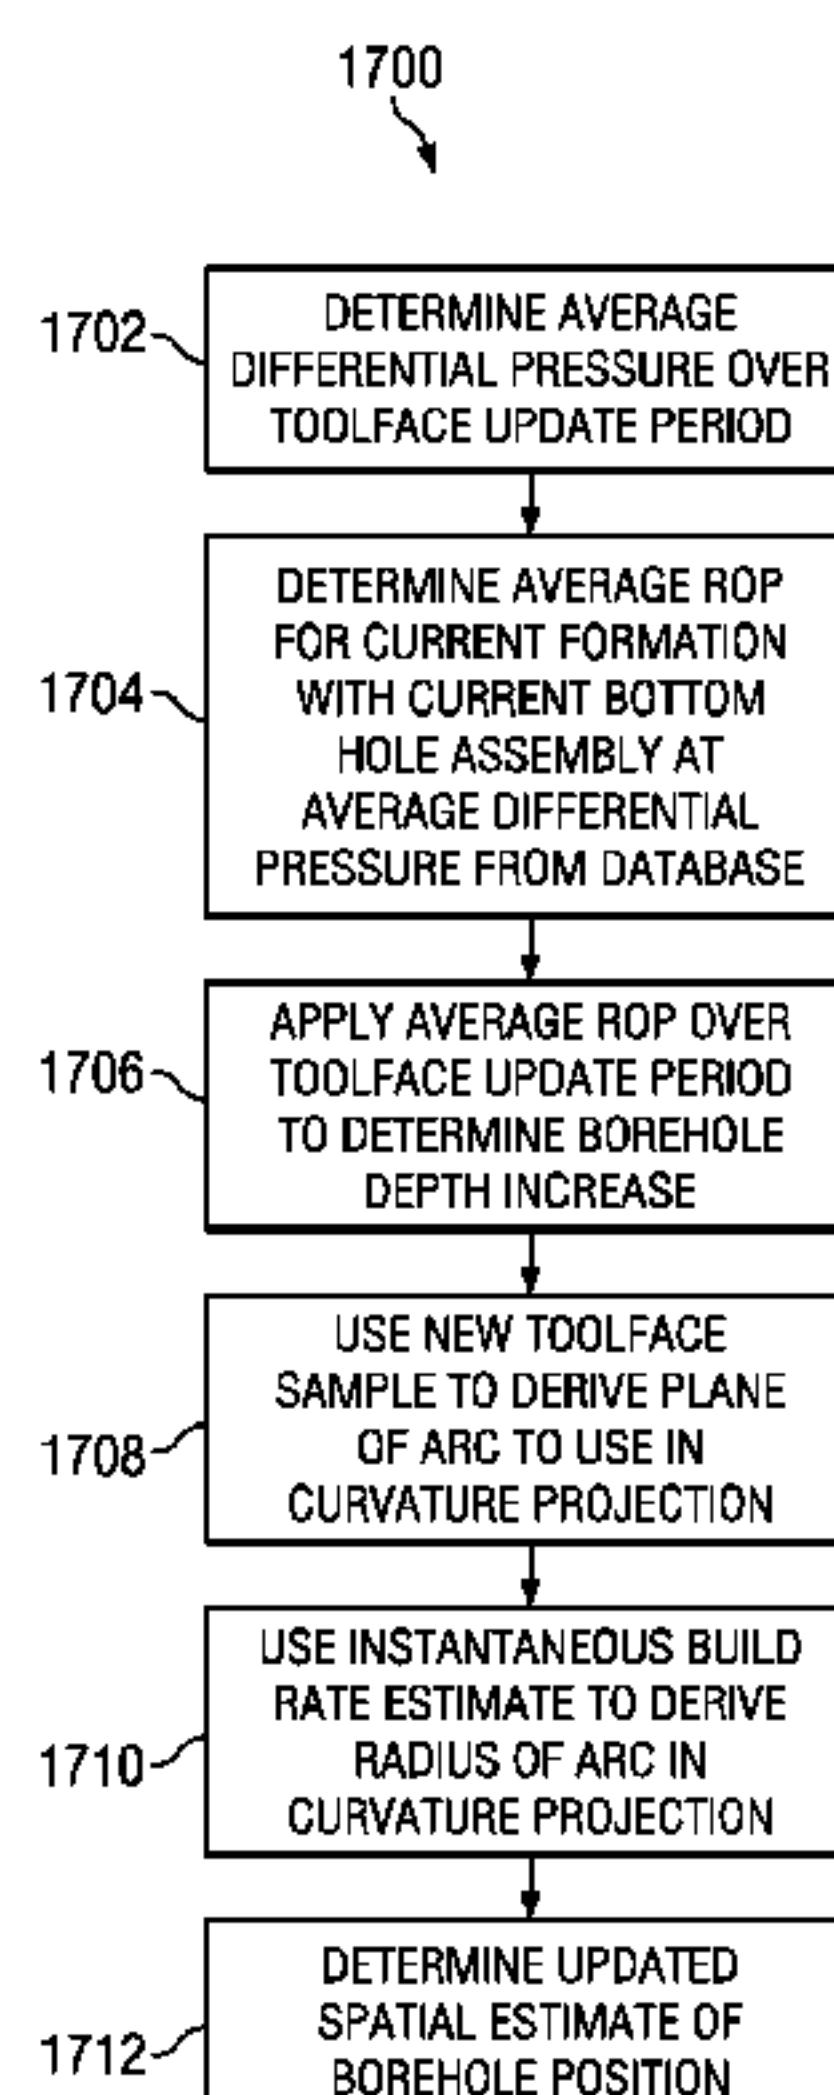 1700
1702
DETERMINE AVERAGE
DIFFERENTIAL PRESSURE OVER
TOOLFACE UPDATE PERIOD
1704
DETERMINE AVERAGE ROP
FOR CURRENT FORMATION
WITH CURRENT BOTTOM
HOLE ASSEMBLY AT
AVERAGE DIFFERENTIAL
PRESSURE FROM DATABASE
1706
APPLY AVERAGE ROP OVER
TOOLFACE UPDATE PERIOD
TO DETERMINE BOREHOLE
DEPTH INCREASE
1708
USE NEW TOOLFACE
SAMPLE TO DERIVE PLANE
OF ARC TO USE IN
CURVATURE PROJECTION
1710
USE INSTANTANEOUS BUILD
RATE ESTIMATE TO DERIVE
RADIUS OF ARC IN
CURVATURE PROJECTION
1712
DETERMINE UPDATED
SPATIAL ESTIMATE OF
BOREHOLE POSITION